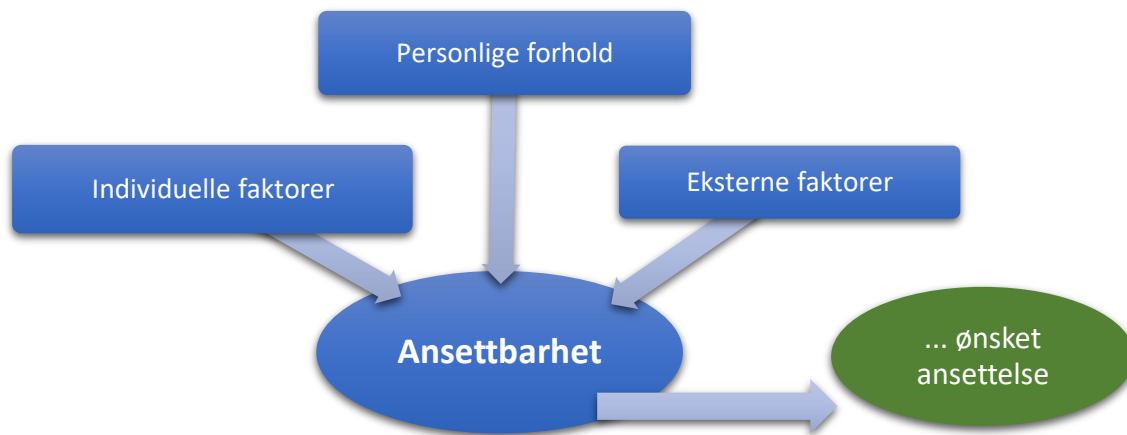 Personlige forhold
Individuelle faktorer
Eksterne faktorer
Ansettbarhet
... ønsket
ansettelse